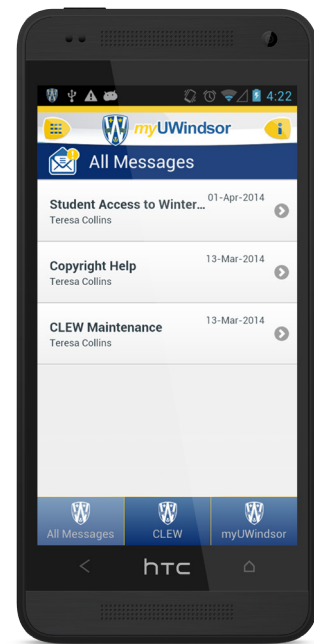 4:22
myUWindsor
i
All Messages
Student Access to Winter...
01-Apr-2014
Teresa Collins
Copyright Help
13-Mar-2014
Teresa Collins
CLEW Maintenance
13-Mar-2014
Teresa Collins
All Messages
CLEW
myUWindsor
hTC